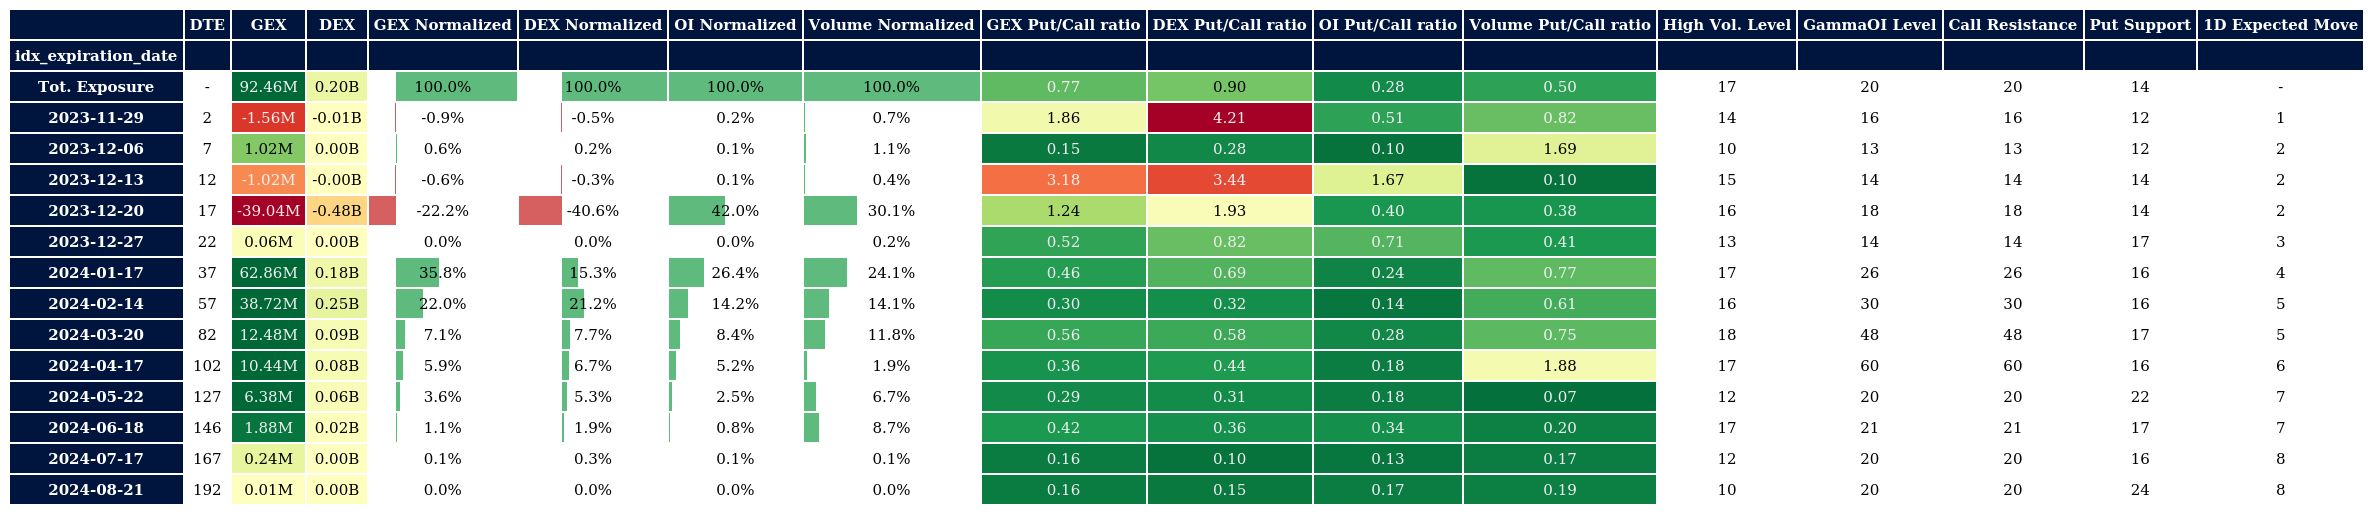 DTE GEX DEX GEX Normalized DEX Normalized OI Normalized Volume Normalized GEX Put/Call ratio DEX Put/Call ratio OI Put/Call ratio Volume Put/Call ratio High Vol. Level GammaOI Level Call Resistance Put Support 1D Expected Move
idx_expiration_date
Tot. Exposure - 92.46M 0.20B 100.0% 100.0% 100.0% 100.0% 0.77 0.90 0.28 0.50 17 20 20 14 -
2023-11-29 2 -1.56M -0.01B -0.9% -0.5% 0.2% 0.7% 1.86 4.21 0.51 0.82 14 16 16 12 1
2023-12-06 7 1.02M 0.00B 0.6% 0.2% 0.1% 1.1% 0.15 0.28 0.10 1.69 10 13 13 12 2
2023-12-13 12 -1.02M -0.00B -0.6% -0.3% 0.1% 0.4% 3.18 3.44 1.67 0.10 15 14 14 14 2
2023-12-20 17 -39.04M -0.48B -22.2% -40.6% 42.0% 30.1% 1.24 1.93 0.40 0.38 16 18 18 14 2
2023-12-27 22 0.06M 0.00B 0.0% 0.0% 0.0% 0.2% 0.52 0.82 0.71 0.41 13 14 14 17 3
2024-01-17 37 62.86M 0.18B 35.8% 15.3% 26.4% 24.1% 0.46 0.69 0.24 0.77 17 26 26 16 4
2024-02-14 57 38.72M 0.25B 22.0% 21.2% 14.2% 14.1% 0.30 0.32 0.14 0.61 16 30 30 16 5
2024-03-20 82 12.48M 0.09B 7.1% 7.7% 8.4% 11.8% 0.56 0.58 0.28 0.75 18 48 48 17 5
2024-04-17 102 10.44M 0.08B 5.9% 6.7% 5.2% 1.9% 0.36 0.44 0.18 1.88 17 60 60 16 6
2024-05-22 127 6.38M 0.06B 3.6% 5.3% 2.5% 6.7% 0.29 0.31 0.18 0.07 12 20 20 22 7
2024-06-18 146 1.88M 0.02B 1.1% 1.9% 0.8% 8.7% 0.42 0.36 0.34 0.20 17 21 21 17 7
2024-07-17 167 0.24M 0.00B 0.1% 0.3% 0.1% 0.1% 0.16 0.10 0.13 0.17 12 20 20 16 8
2024-08-21 192 0.01M 0.00B 0.0% 0.0% 0.0% 0.0% 0.16 0.15 0.17 0.19 10 20 20 24 8